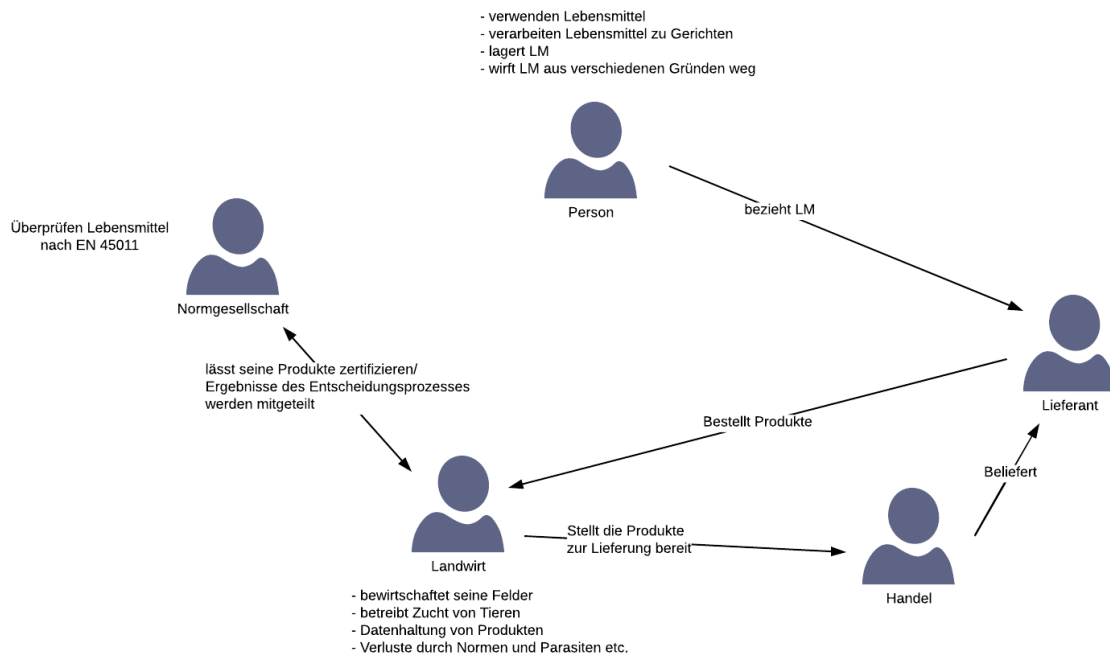 - verwenden Lebensmittel
- verarbeiten Lebensmittel zu Gerichten
- lagert LM
- wirft LM aus verschiedenen Gründen weg
Person
bezieht LM
Überprüfen Lebensmittel
nach EN 45011
Normgesellschaft
lässt seine Produkte zertifizieren/
Ergebnisse des Entscheidungsprozesses
werden mitgeteilt
Lieferant
Bestellt Produkte
Beliefert
Landwirt
Stellt die Produkte
zur Lieferung bereit
Handel
- bewirtschaftet seine Felder
- betreibt Zucht von Tieren
- Datenhaltung von Produkten
- Verluste durch Normen und Parasiten etc.